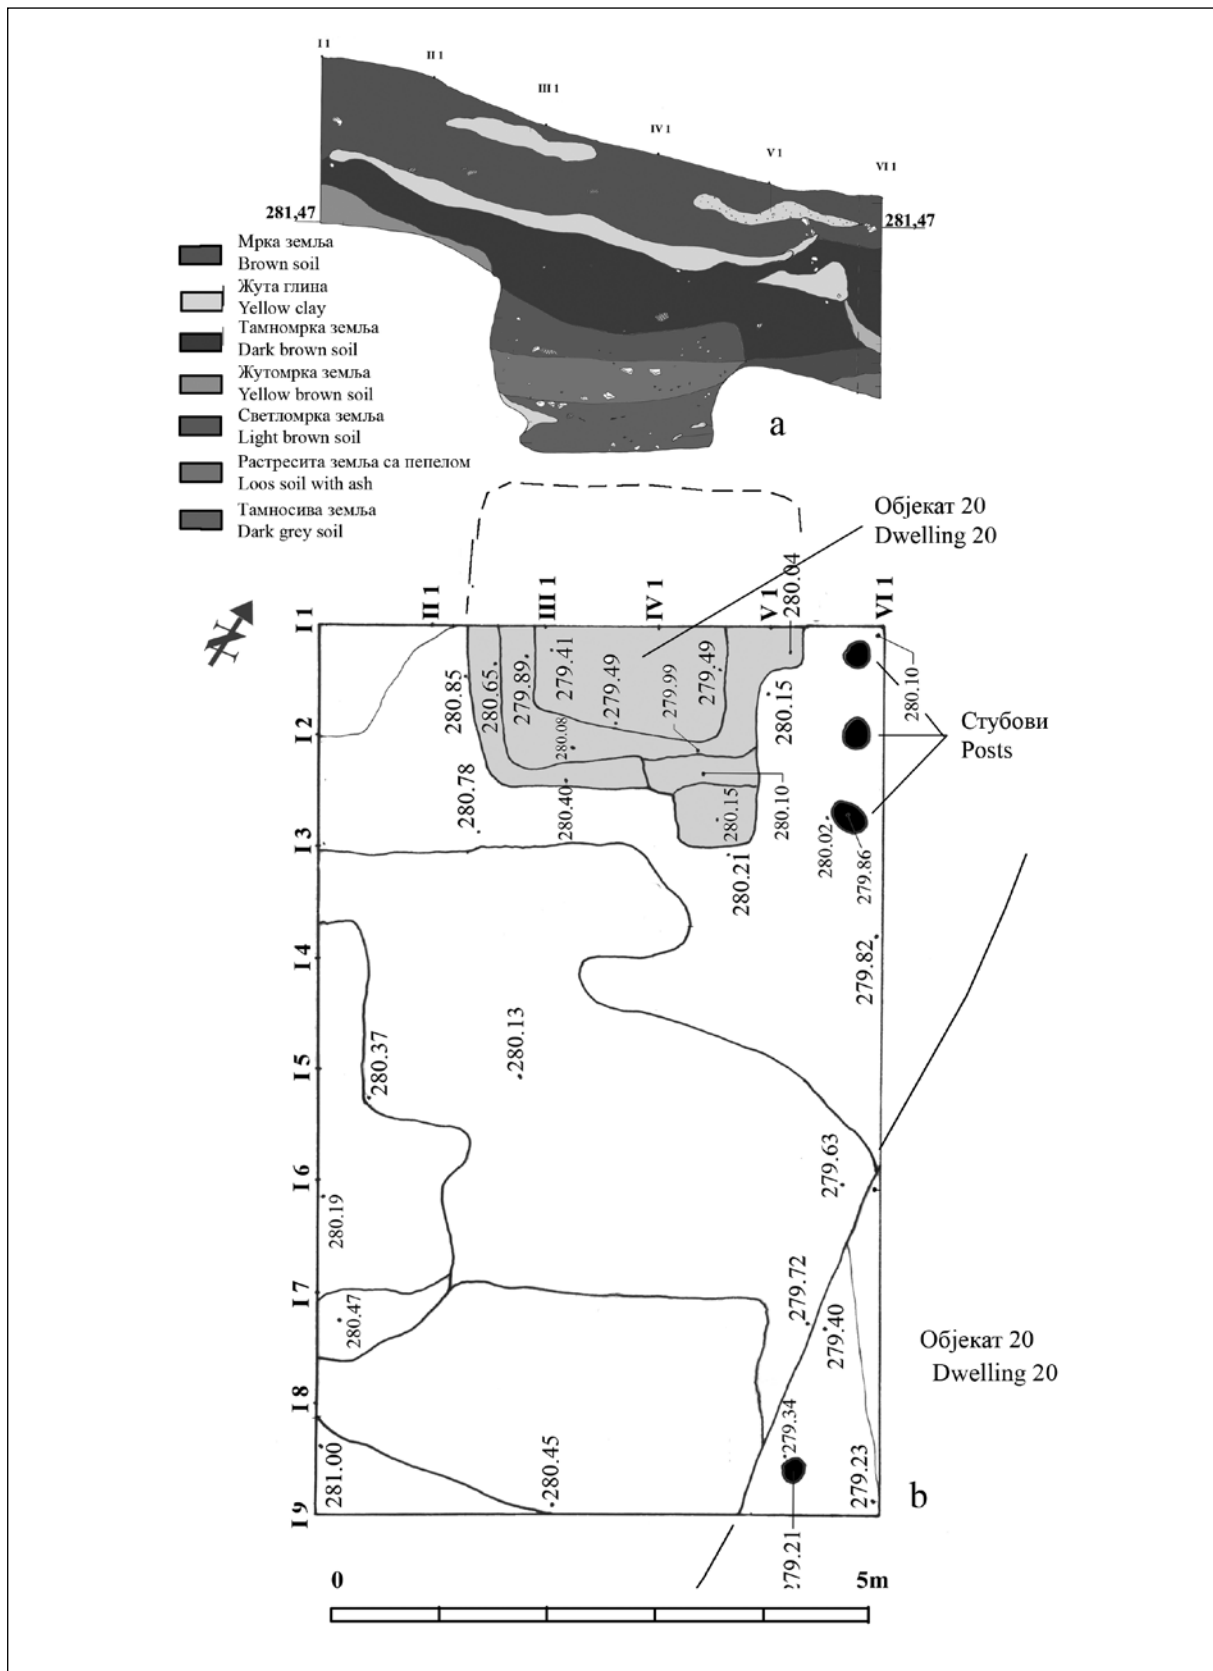 I 1
II 1
III 1
IV 1
V 1
VI 1
281,47
281,47
Мрка земља
Brown soil
Жута глина
Yellow clay
Тамномрка земља
Dark brown soil
Жутомрка земља
Yellow brown soil
Светломрка земља
Light brown soil
Растресита земља са пепелом
Loos soil with ash
Тамносива земља
Dark grey soil
a
Објекат 20
Dwelling 20
N
I 1
II 1
III 1
IV 1
V 1
VI 1
280.04
280.85
280.65
279.89
279.41
279.49
279.99
279.49
280.15
280.10
Стубови
Posts
I 2
280.08
280.78
280.40
280.15
280.10
280.02
279.86
I 3
280.21
279.82
I 4
280.13
280.37
I 5
279.63
I 6
280.19
279.72
I 7
280.47
279.40
Објекат 20
Dwelling 20
I 8
279.34
281.00
280.45
279.23
b
I 9
279.21
0
5m